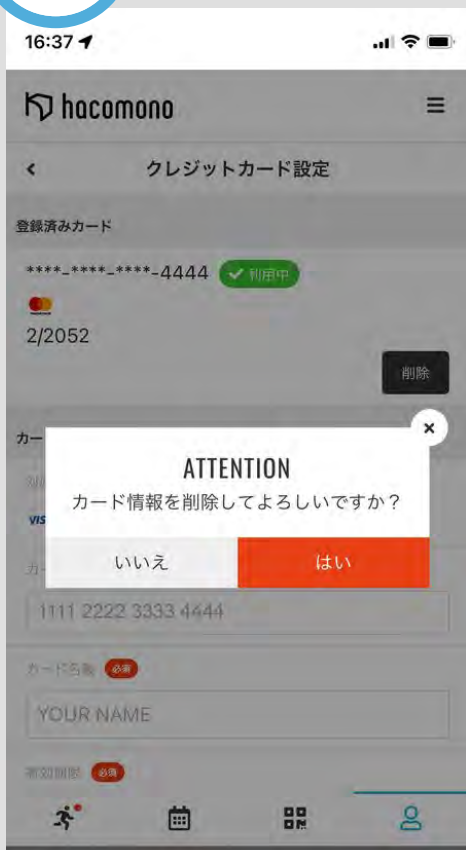 16:37
hacomono
クレジットカード設定
登録済みカード
****-****-****-4444 利用中
2/2052
削除
カー
ATTENTION
カード情報を削除してよろしいですか？
VIS
いいえ
はい
カー
1111 2222 3333 4444
カード名義 必須
YOUR NAME
有効期限 必須